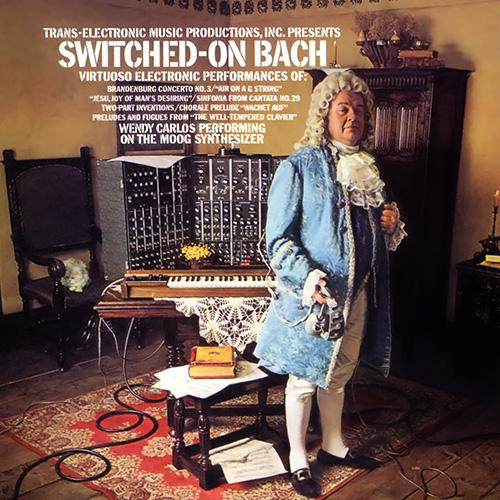 TRANS-ELECTRONIC MUSIC PRODUCTIONS, INC. PRESENTS
SWITCHED-ON BACH
VIRTUOSO ELECTRONIC PERFORMANCES OF:
BRANDENBURG CONCERTO NO.3/"AIR ON A G STRING"
"JESU, JOY OF MAN'S DESIRING"/SINFONIA FROM CANTATA NO.29
TWO-PART INVENTIONS/CHORALE PRELUDE "WACHET AUF"
PRELUDES AND FUGUES FROM "THE WELL-TEMPERED CLAVIER"
WENDY CARLOS PERFORMING
ON THE MOOG SYNTHESIZER